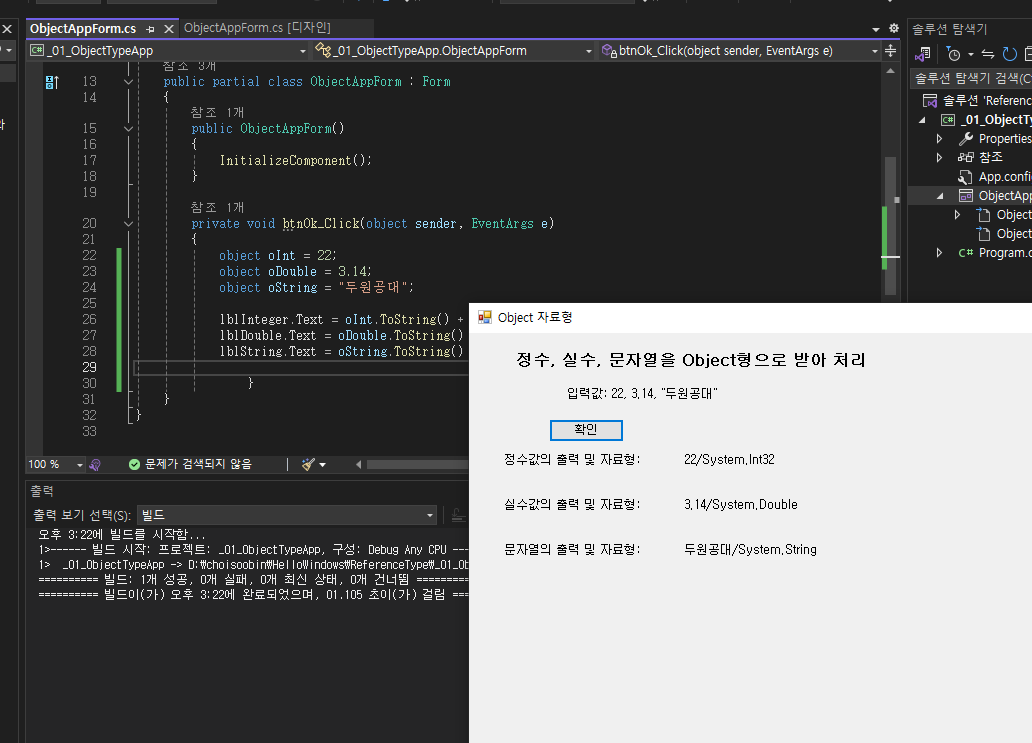 ObjectAppForm.cs
ObjectAppForm.cs [디자인]
_01_ObjectTypeApp
_01_ObjectTypeApp.ObjectAppForm
btnOk_Click(object sender, EventArgs e)
참조 3개
13 public partial class ObjectAppForm : Form
14 {
참조 1개
15 public ObjectAppForm()
16 {
17 InitializeComponent();
18 }
19
참조 1개
20 private void btnOk_Click(object sender, EventArgs e)
21 {
22 object oInt = 22;
23 object oDouble = 3.14;
24 object oString = "두원공대";
25
26 lblInteger.Text = oInt.ToString() +
27 lblDouble.Text = oDouble.ToString()
28 lblString.Text = oString.ToString()
29
30 }
31 }
32 }
33
100 %
문제가 검색되지 않음
출력
출력 보기 선택(S): 빌드
오후 3:22에 빌드를 시작함...
1>------ 빌드 시작: 프로젝트: _01_ObjectTypeApp, 구성: Debug Any CPU ---
1> _01_ObjectTypeApp -> D:\choisoobin\HelloWindows\ReferenceType\_01_Ob
========== 빌드: 1개 성공, 0개 실패, 0개 최신 상태, 0개 건너뜀 =========
========== 빌드이(가) 오후 3:22에 완료되었으며, 01.105 초이(가) 걸림 ===
Object 자료형
정수, 실수, 문자열을 Object형으로 받아 처리
입력값: 22, 3.14, "두원공대"
확인
정수값의 출력 및 자료형: 22/System.Int32
실수값의 출력 및 자료형: 3.14/System.Double
문자열의 출력 및 자료형: 두원공대/System.String
솔루션 탐색기
솔루션 탐색기 검색(C
솔루션 'Referenc
_01_ObjectTy
Properties
참조
App.confi
ObjectApp
Object
Object
Program.c